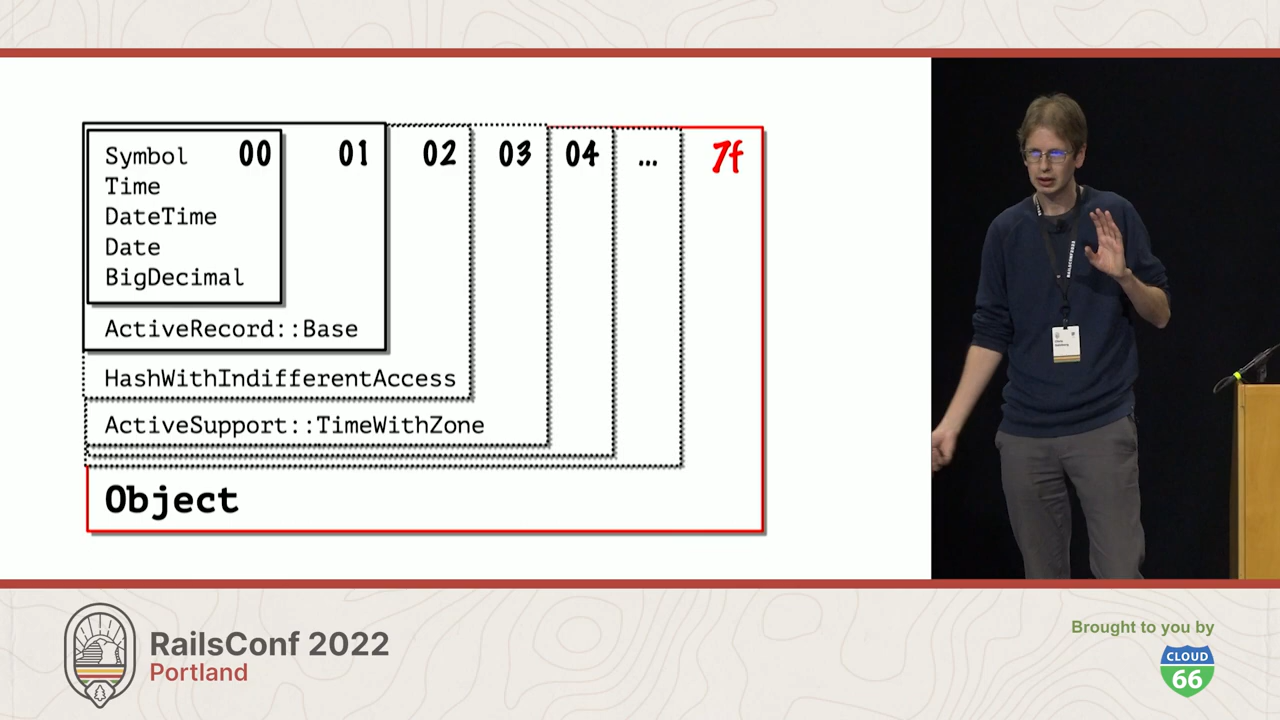 Symbol 00 01 02 03 04 ... 7f
Time
DateTime
Date
BigDecimal
ActiveRecord::Base
HashWithIndifferentAccess
ActiveSupport::TimeWithZone
Object
RailsConf 2022
Portland
Brought to you by
CLOUD
66